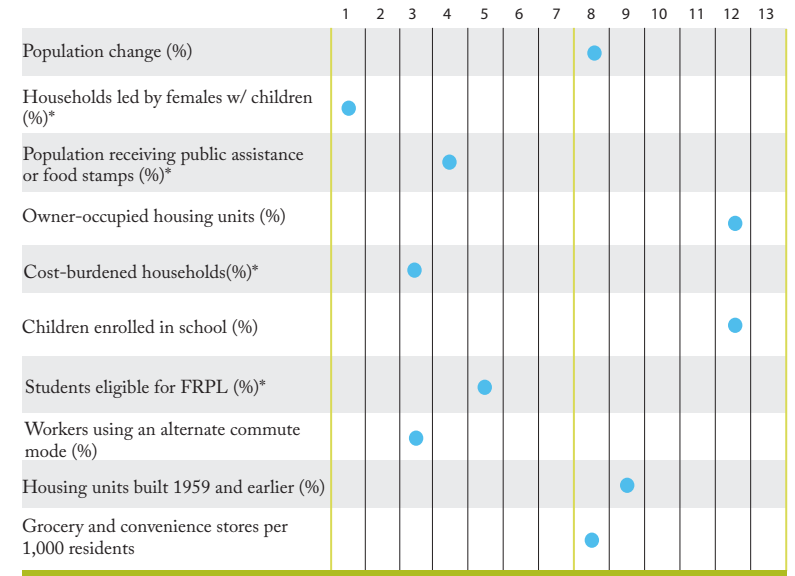 1 2 3 4 5 6 7 8 9 10 11 12 13
Population change (%)
Households led by females w/ children
(%)*
Population receiving public assistance
or food stamps (%)*
Owner-occupied housing units (%)
Cost-burdened households(%)*
Children enrolled in school (%)
Students eligible for FRPL (%)*
Workers using an alternate commute
mode (%)
Housing units built 1959 and earlier (%)
Grocery and convenience stores per
1,000 residents